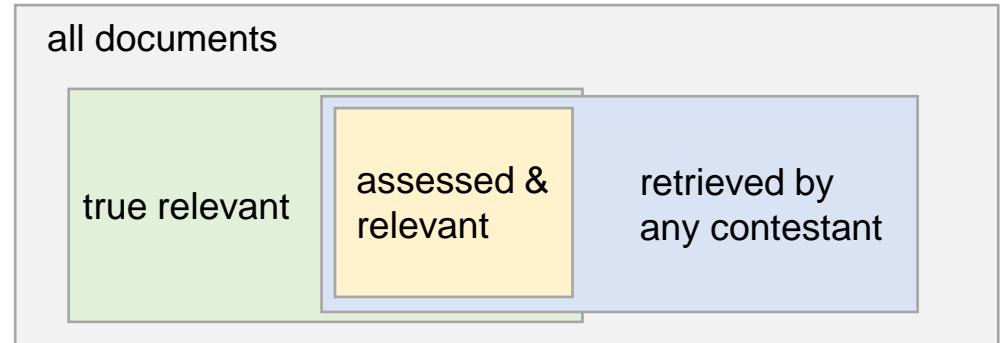 all documents
true relevant
assessed &
relevant
retrieved by
any contestant